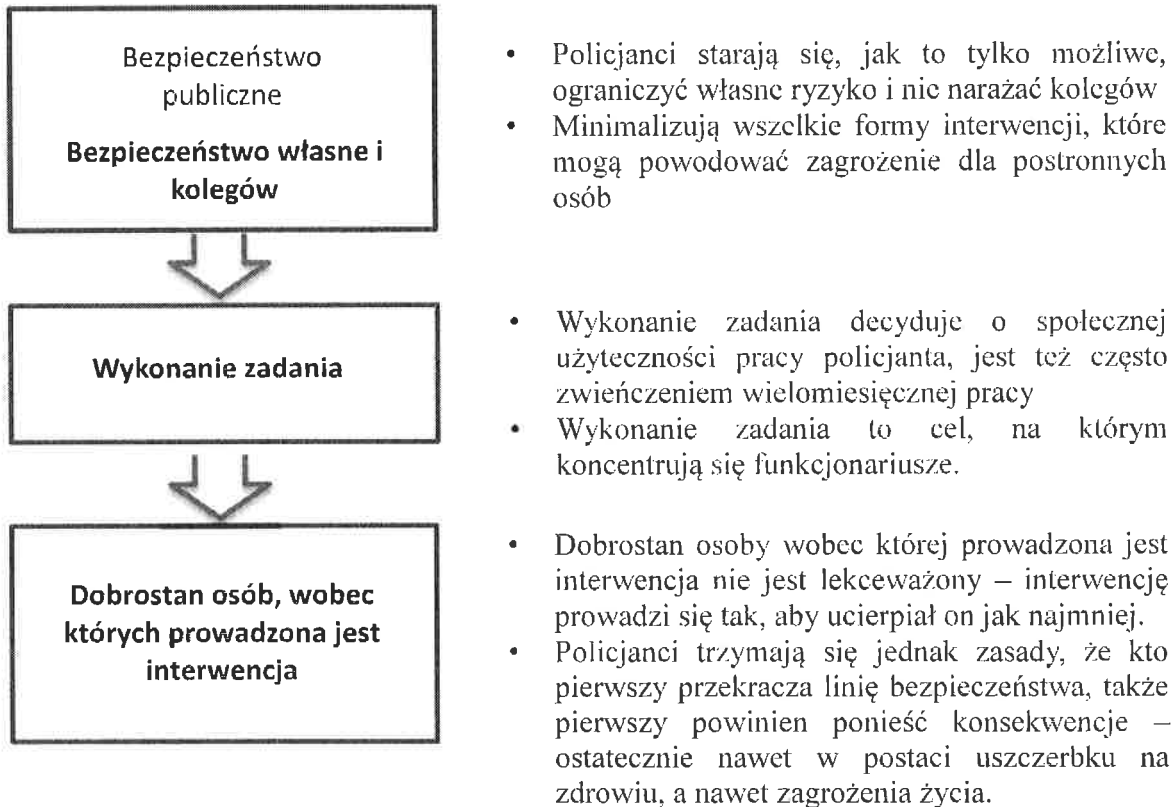 Bezpieczeństwo
publiczne
Bezpieczeństwo własne i
kolegów
• Policjanci starają się, jak to tylko możliwe,
ograniczyć własne ryzyko i nie narażać kolegów
• Minimalizują wszelkie formy interwencji, które
mogą powodować zagrożenie dla postronnych
osób
Wykonanie zadania
• Wykonanie zadania decyduje o społecznej
użyteczności pracy policjanta, jest też często
zwieńczeniem wielomiesięcznej pracy
• Wykonanie zadania to cel, na którym
koncentrują się funkcjonariusze.
Dobrostan osób, wobec
których prowadzona jest
interwencja
• Dobrostan osoby wobec której prowadzona jest
interwencja nie jest lekceważony – interwencję
prowadzi się tak, aby ucierpiał on jak najmniej.
• Policjanci trzymają się jednak zasady, że kto
pierwszy przekracza linię bezpieczeństwa, także
pierwszy powinien ponieść konsekwencje –
ostatecznie nawet w postaci uszczerbku na
zdrowiu, a nawet zagrożenia życia.